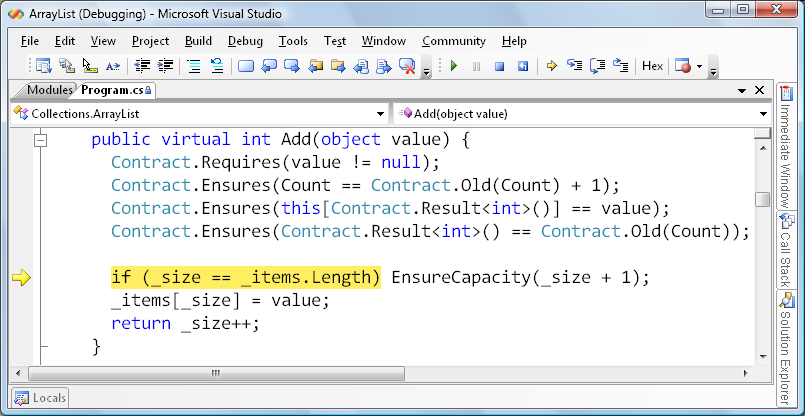 ArrayList (Debugging) - Microsoft Visual Studio
File Edit View Project Build Debug Tools Test Window Community Help
Hex
Modules Program.cs
Collections.ArrayList Add(object value)
public virtual int Add(object value) {
Contract.Requires(value != null);
Contract.Ensures(Count == Contract.Old(Count) + 1);
Contract.Ensures(this[Contract.Result<int>()] == value);
Contract.Ensures(Contract.Result<int>() == Contract.Old(Count));
if (_size == _items.Length) EnsureCapacity(_size + 1);
_items[_size] = value;
return _size++;
}
Locals
Immediate Window
Call Stack
Solution Explorer